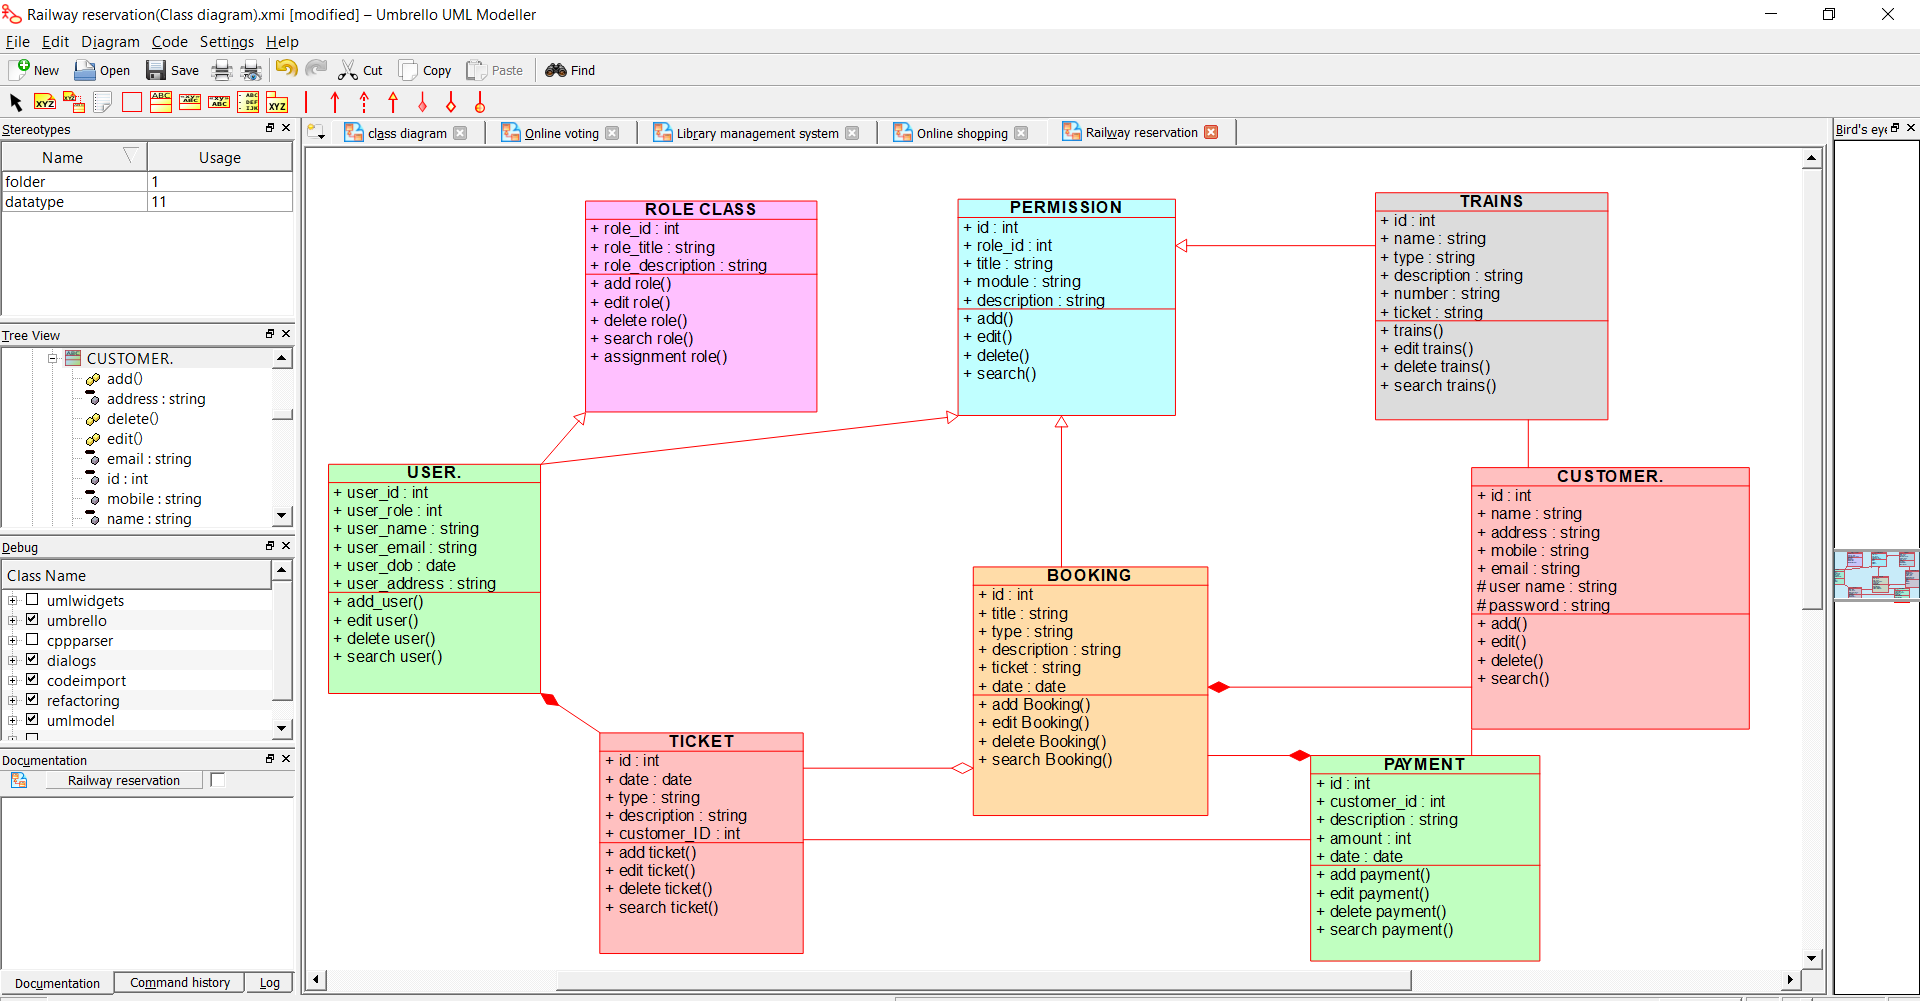 Railway reservation(Class diagram).xmi [modified] – Umbrello UML Modeller
File Edit Diagram Code Settings Help
New Open Save Cut Copy Paste Find
Stereotypes
Name Usage
folder 1
datatype 11
Tree View
CUSTOMER.
add()
address : string
delete()
edit()
email : string
id : int
mobile : string
name : string
Debug
Class Name
umlwidgets
umbrello
cppparser
dialogs
codeimport
refactoring
umlmodel
Documentation
Railway reservation
Documentation Command history Log
class diagram Online voting Library management system Online shopping Railway reservation
ROLE CLASS
+ role_id : int
+ role_title : string
+ role_description : string
+ add role()
+ edit role()
+ delete role()
+ search role()
+ assignment role()
PERMISSION
+ id : int
+ role_id : int
+ title : string
+ module : string
+ description : string
+ add()
+ edit()
+ delete()
+ search()
TRAINS
+ id : int
+ name : string
+ type : string
+ description : string
+ number : string
+ ticket : string
+ trains()
+ edit trains()
+ delete trains()
+ search trains()
USER.
+ user_id : int
+ user_role : int
+ user_name : string
+ user_email : string
+ user_dob : date
+ user_address : string
+ add_user()
+ edit user()
+ delete user()
+ search user()
CUSTOMER.
+ id : int
+ name : string
+ address : string
+ mobile : string
+ email : string
# user name : string
# password : string
+ add()
+ edit()
+ delete()
+ search()
BOOKING
+ id : int
+ title : string
+ type : string
+ description : string
+ ticket : string
+ date : date
+ add Booking()
+ edit Booking()
+ delete Booking()
+ search Booking()
TICKET
+ id : int
+ date : date
+ type : string
+ description : string
+ customer_ID : int
+ add ticket()
+ edit ticket()
+ delete ticket()
+ search ticket()
PAYMENT
+ id : int
+ customer_id : int
+ description : string
+ amount : int
+ date : date
+ add payment()
+ edit payment()
+ delete payment()
+ search payment()
Bird's eye